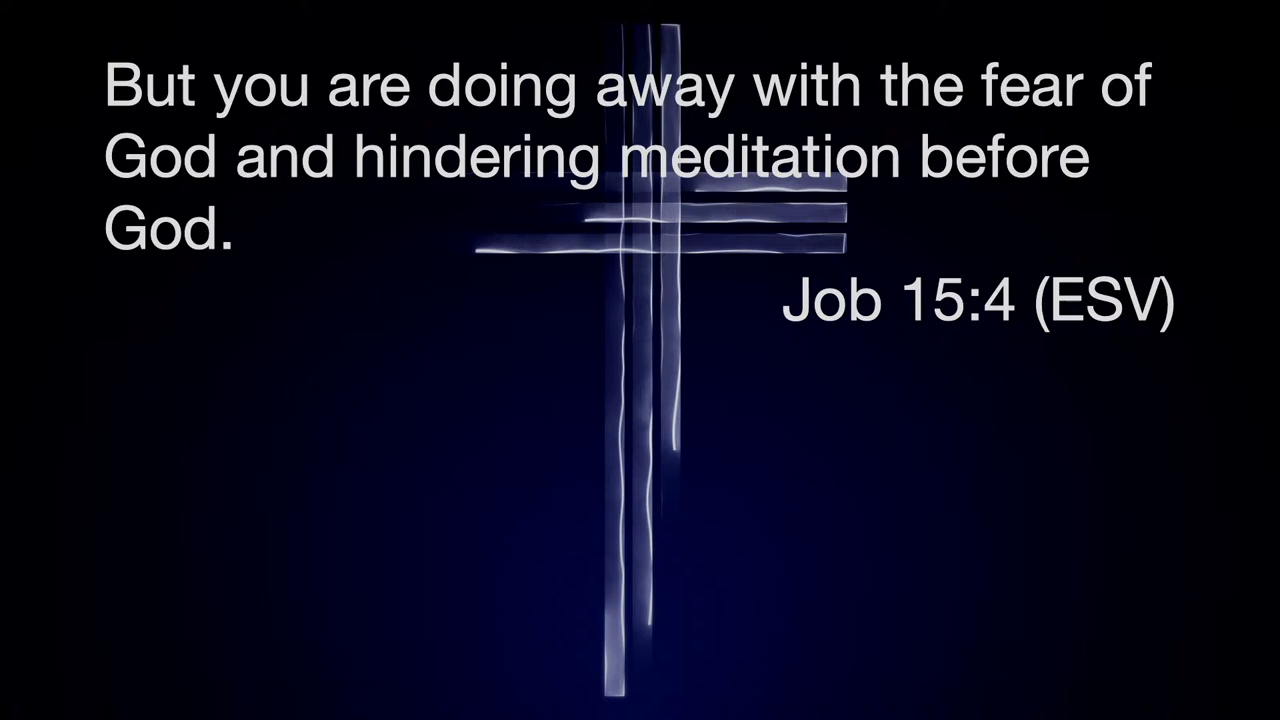 But you are doing away with the fear of
God and hindering meditation before
God.
Job 15:4 (ESV)